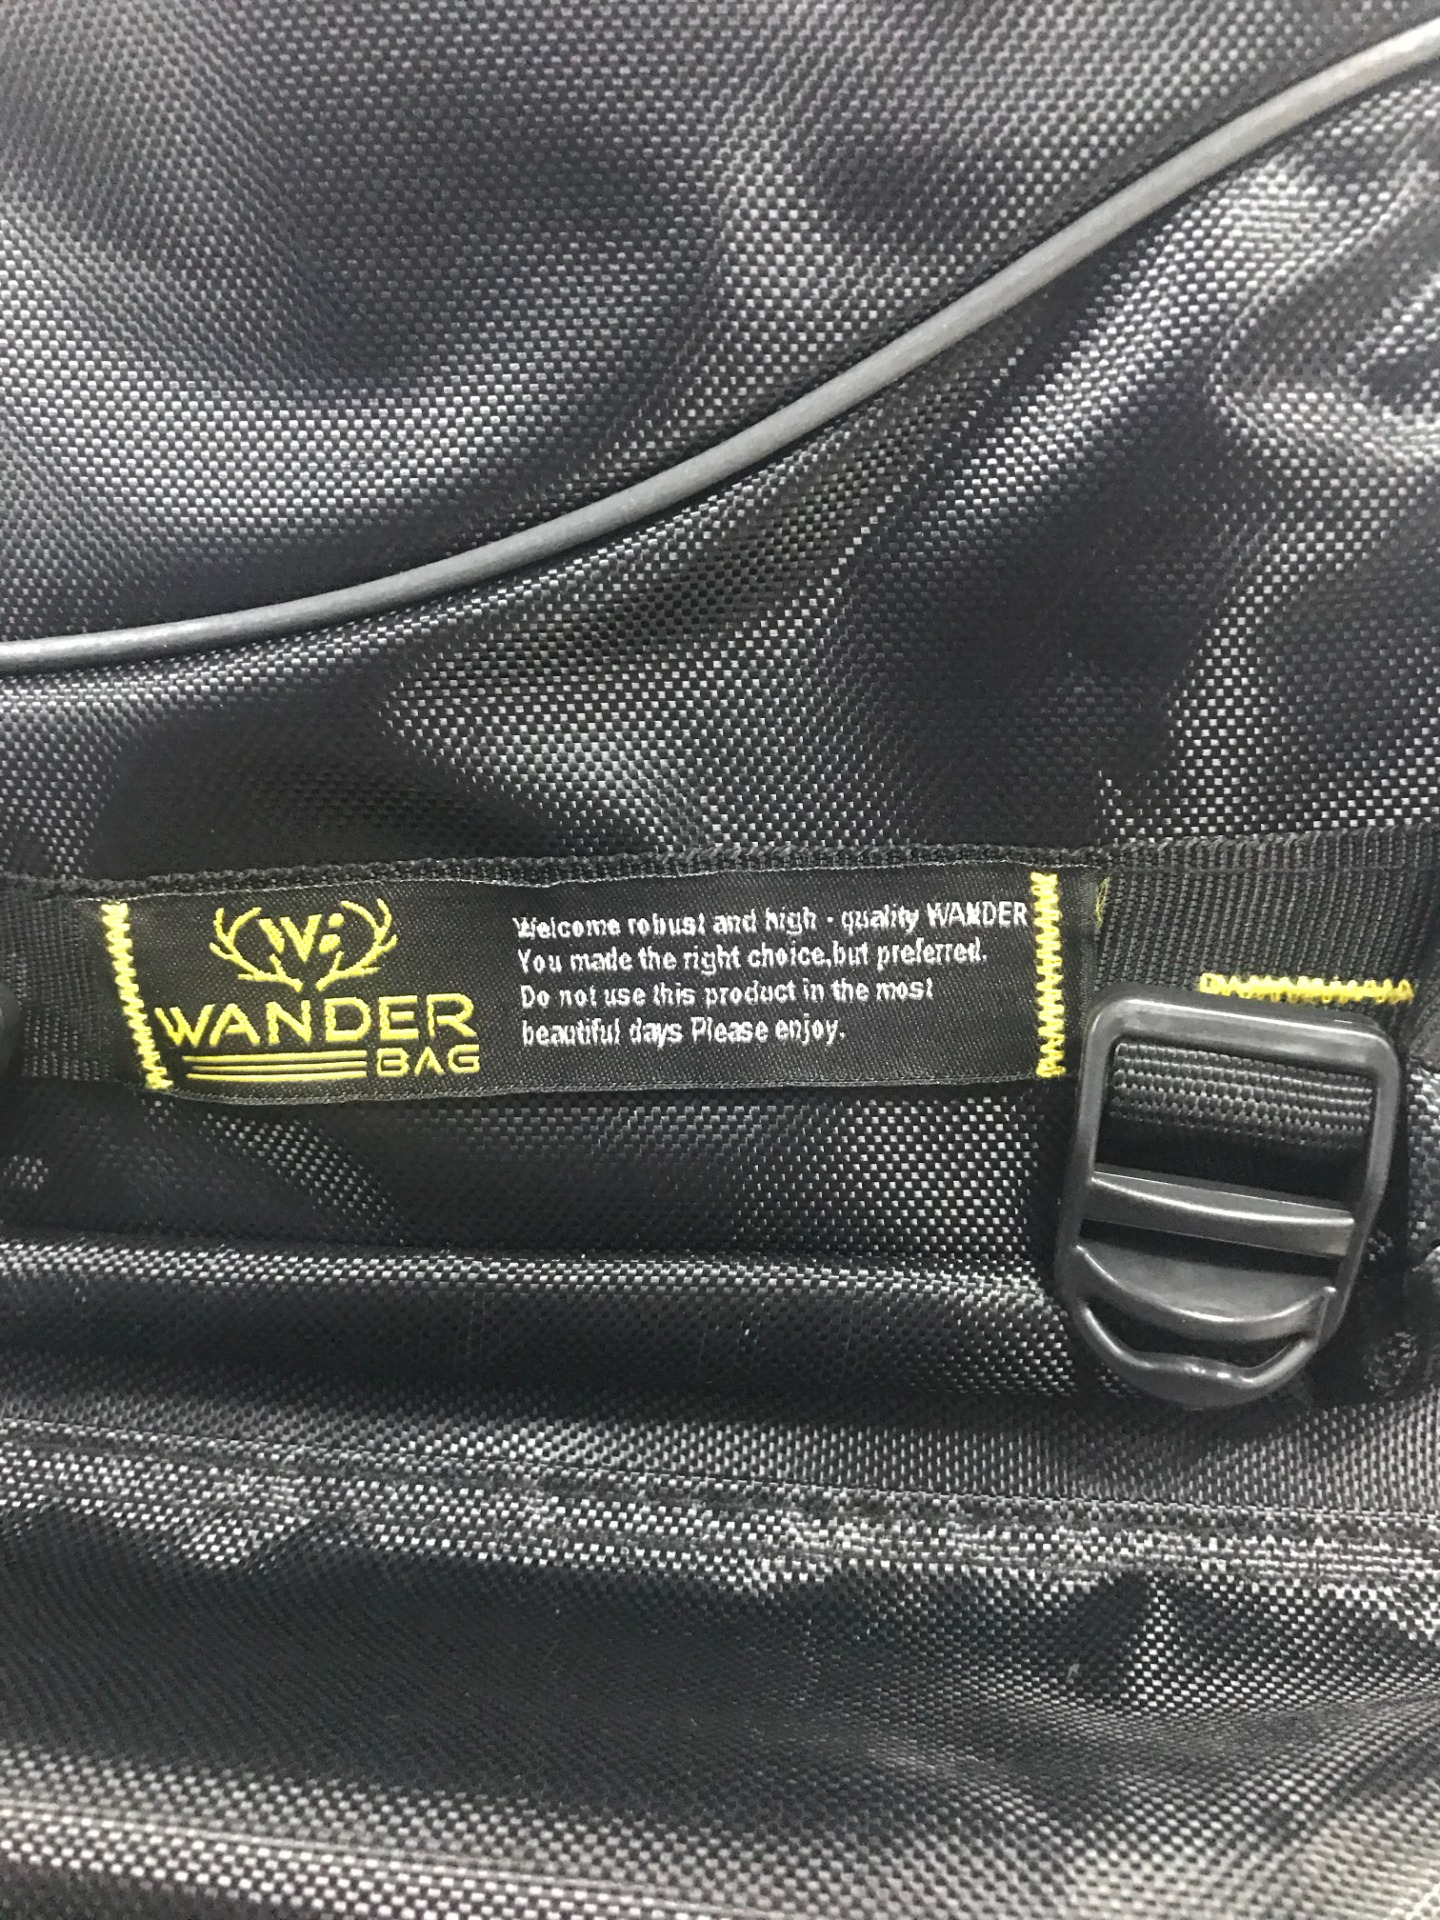 WB
WANDER
BAG
Welcome robust and high - quality WANDER
You made the right choice,but preferred.
Do not use this product in the most
beautiful days Please enjoy.